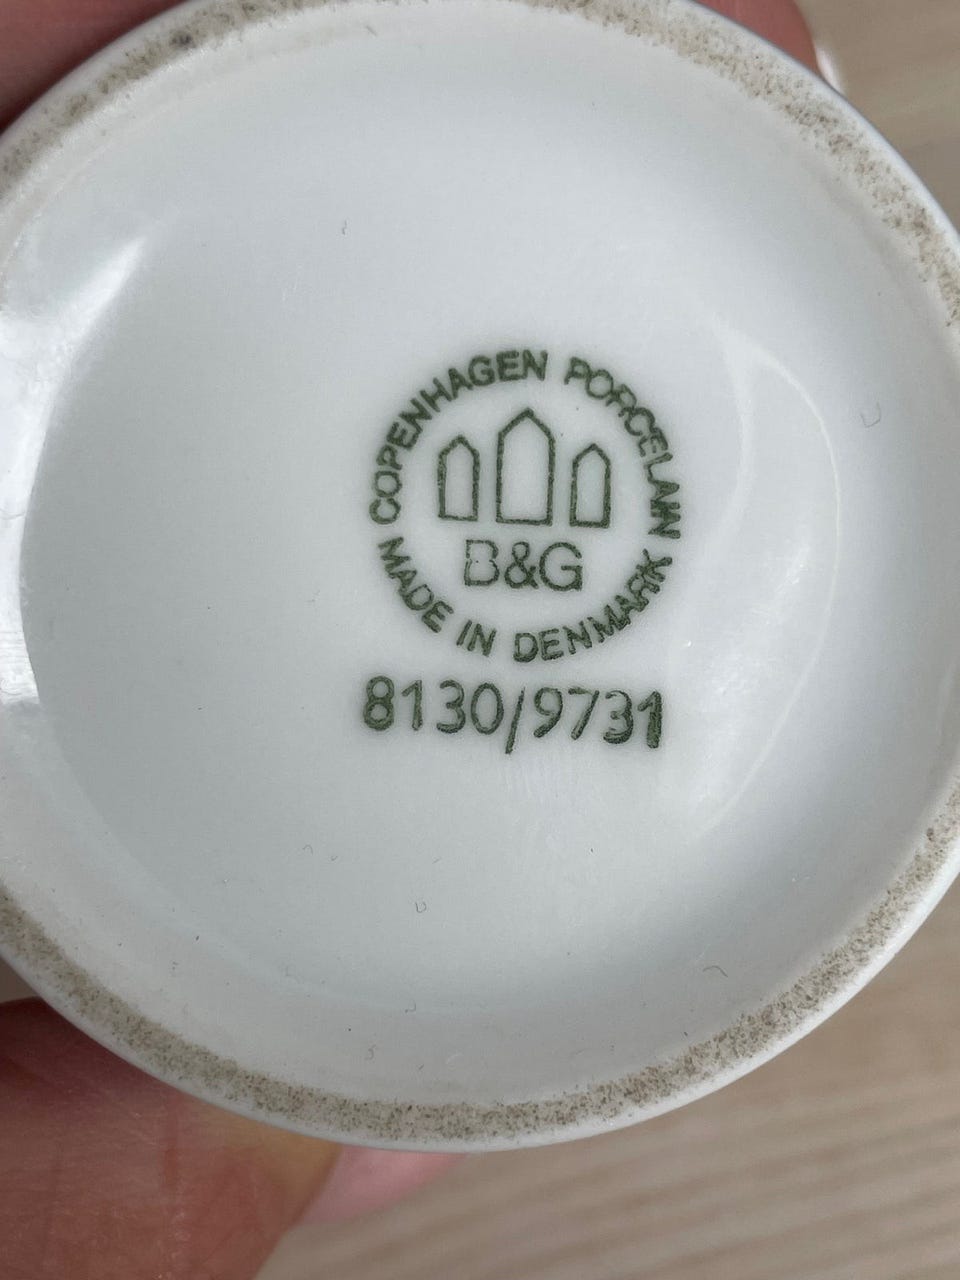 COPENHAGEN PORCELAIN
B&G
MADE IN DENMARK
8130/9731